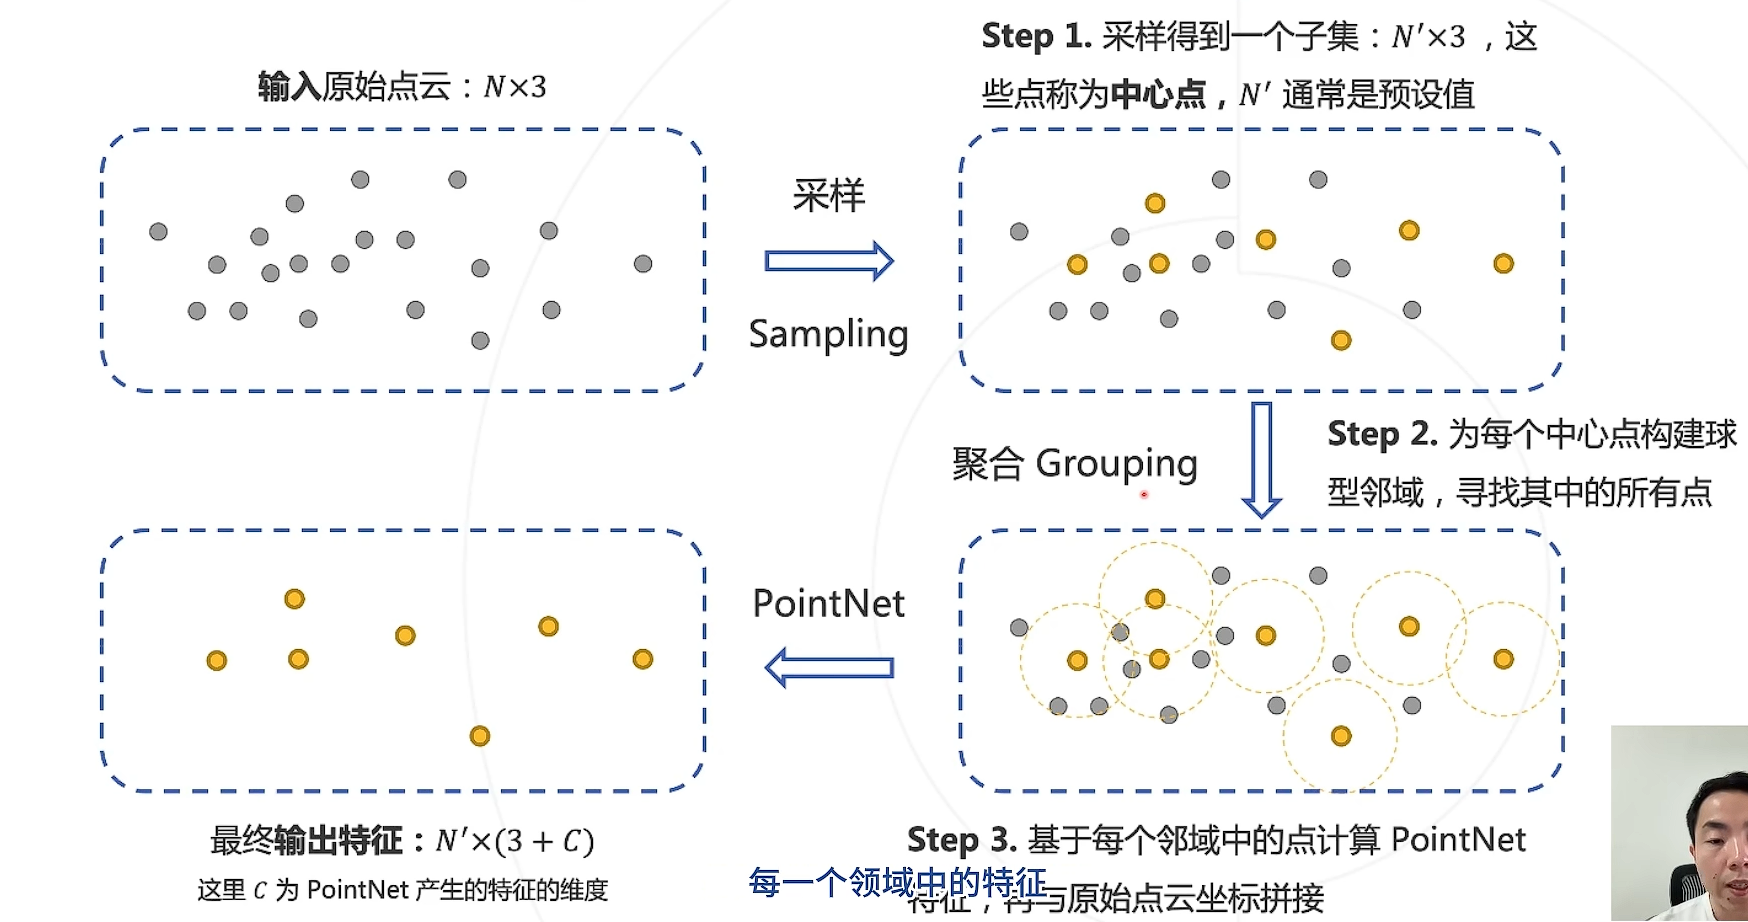 输入原始点云：N×3
Step 1. 采样得到一个子集：N′×3 ，这
些点称为中心点，N′ 通常是预设值
采样
Sampling
聚合 Grouping
Step 2. 为每个中心点构建球
型邻域，寻找其中的所有点
PointNet
最终输出特征：N′×(3 + C)
这里 C 为 PointNet 产生的特征的维度
Step 3. 基于每个邻域中的点计算 PointNet
特征，再与原始点云坐标拼接
每一个领域中的特征